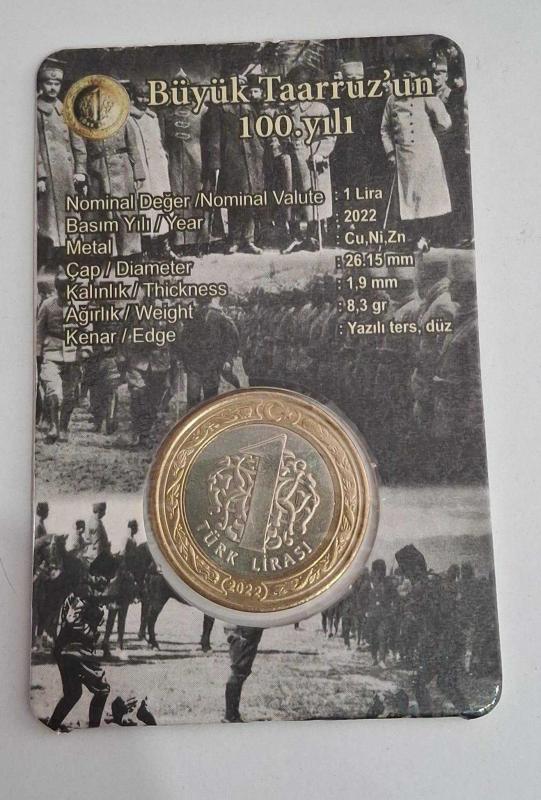 Büyük Taarruz'un
100.yılı
Nominal Değer /Nominal Valute : 1 Lira
Basım Yılı / Year : 2022
Metal : Cu,Ni,Zn
Çap / Diameter : 26.15 mm
Kalınlık / Thickness : 1,9 mm
Ağırlık / Weight : 8,3 gr
Kenar / Edge : Yazılı ters, düz
1
TÜRK LİRASI
2022